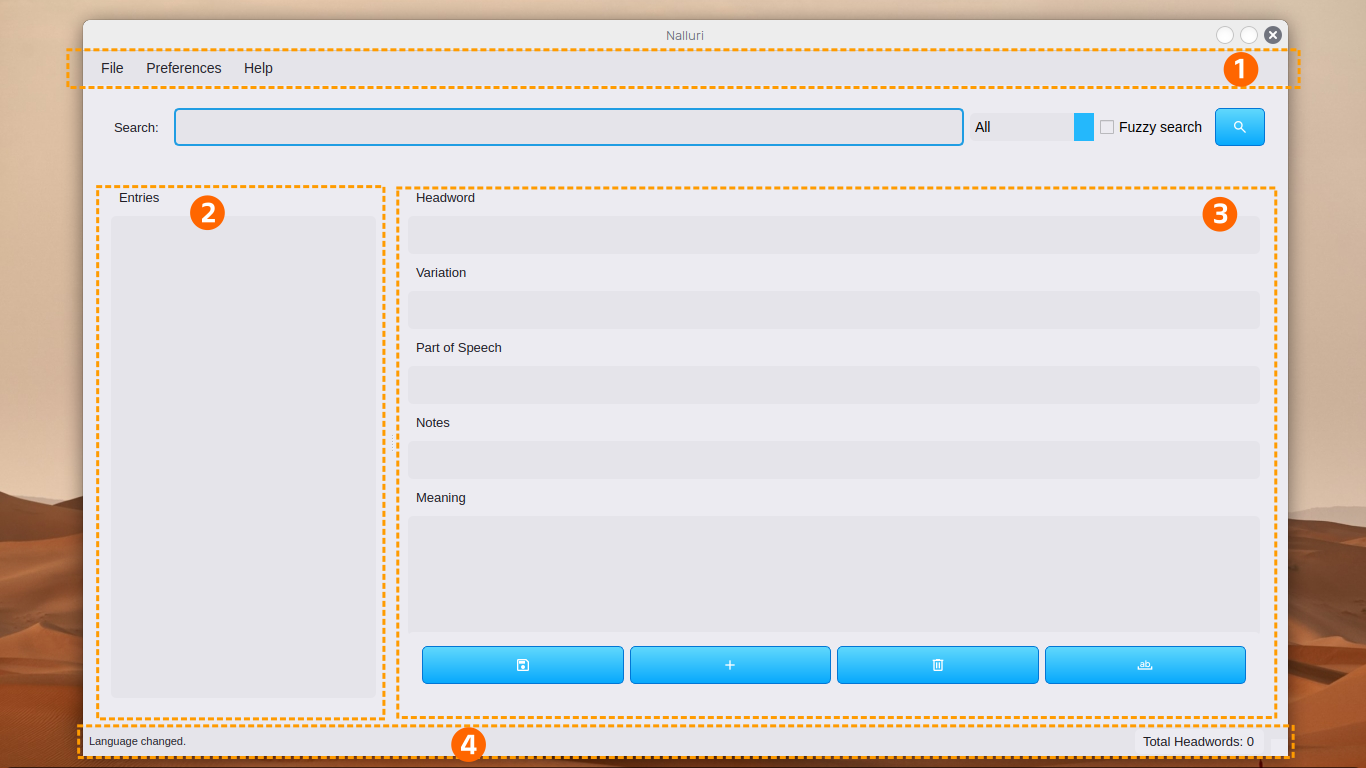 Nalluri
File Preferences Help
1
Search: All Fuzzy search
Entries
2
Headword
3
Variation
Part of Speech
Notes
Meaning
ab
Language changed.
4
Total Headwords: 0